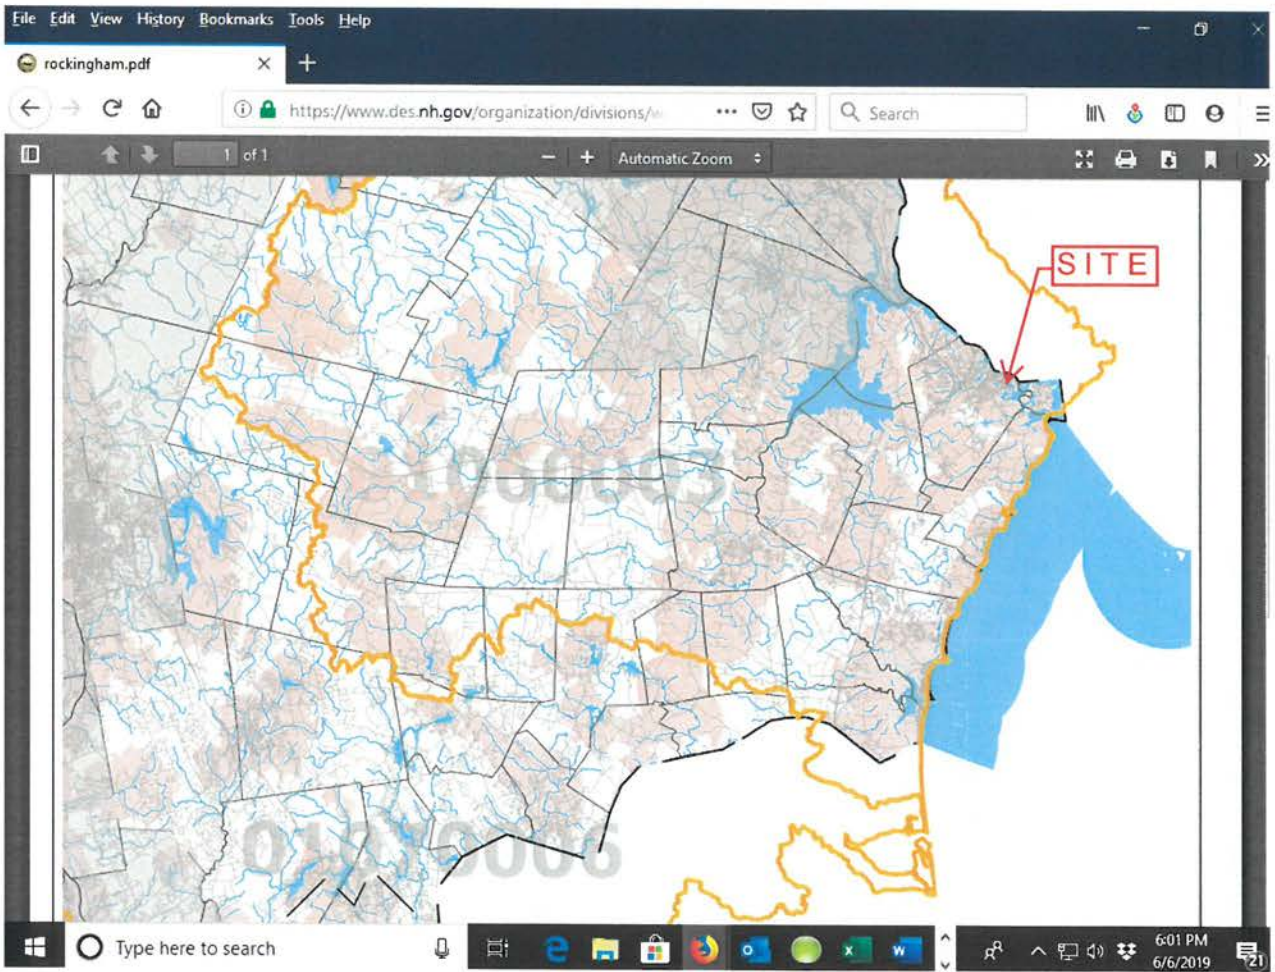 File Edit View History Bookmarks Tools Help
rockingham.pdf
https://www.des.nh.gov/organization/divisions/w
Search
1 of 1
Automatic Zoom
SITE
01070006
Type here to search
6:01 PM
6/6/2019
21